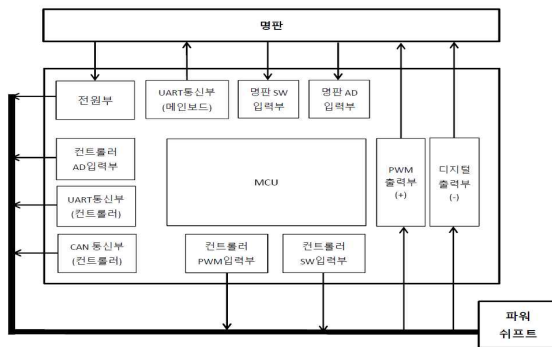 명판
전원부
UART통신부
(메인보드)
명판 SW
입력부
명판 AD
입력부
컨트롤러
AD입력부
UART통신부
(컨트롤러)
CAN 통신부
(컨트롤러)
MCU
PWM
출력부
(+)
디지털
출력부
(-)
컨트롤러
PWM입력부
컨트롤러
SW입력부
파워
쉬프트